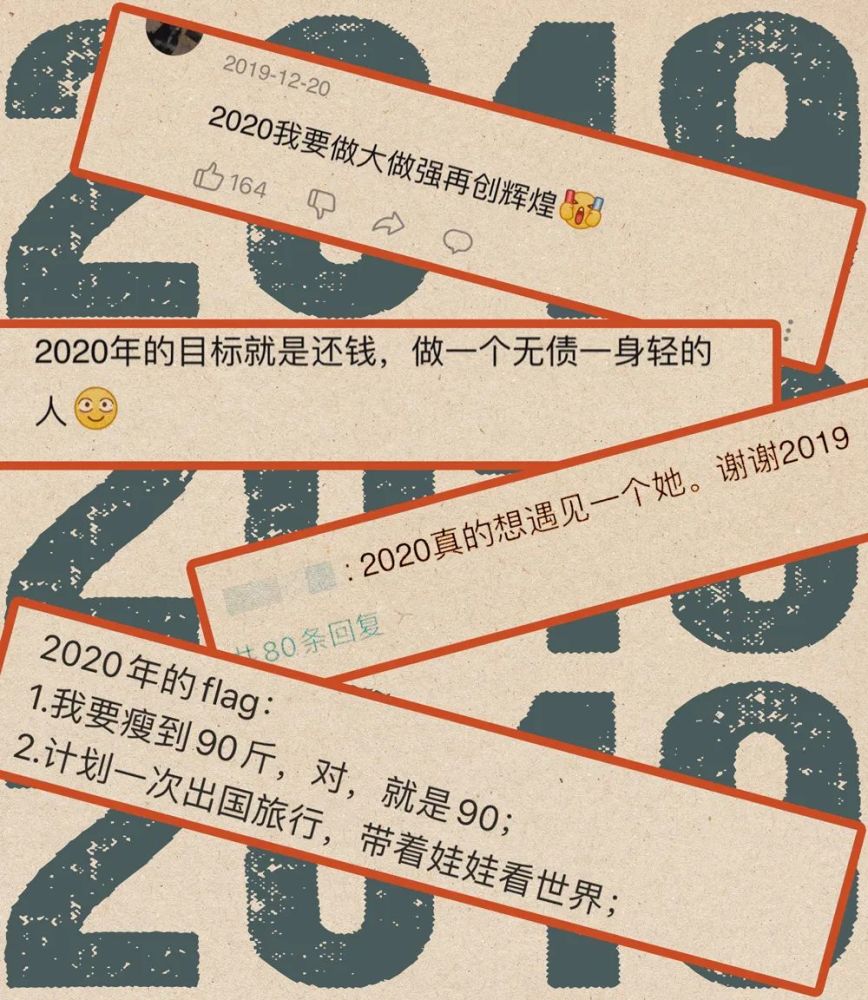 2019
2019-12-20
2020我要做大做强再创辉煌
164
2020年的目标就是还钱，做一个无债一身轻的
人
2019
：2020真的想遇见一个她。谢谢2019
共80条回复
2020年的flag：
1.我要瘦到90斤，对，就是90；
2.计划一次出国旅行，带着娃娃看世界；
2019